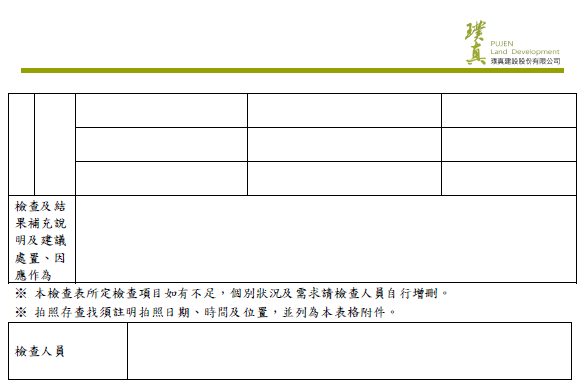 璞真
PUJEN
Land Development
璞真建設股份有限公司
檢查及結
果補充說
明及建議
處置、因
應作為
※ 本檢查表所定檢查項目如有不足，個別狀況及需求請檢查人員自行增刪。
※ 拍照存查找須註明拍照日期、時間及位置，並列為本表格附件。
檢查人員